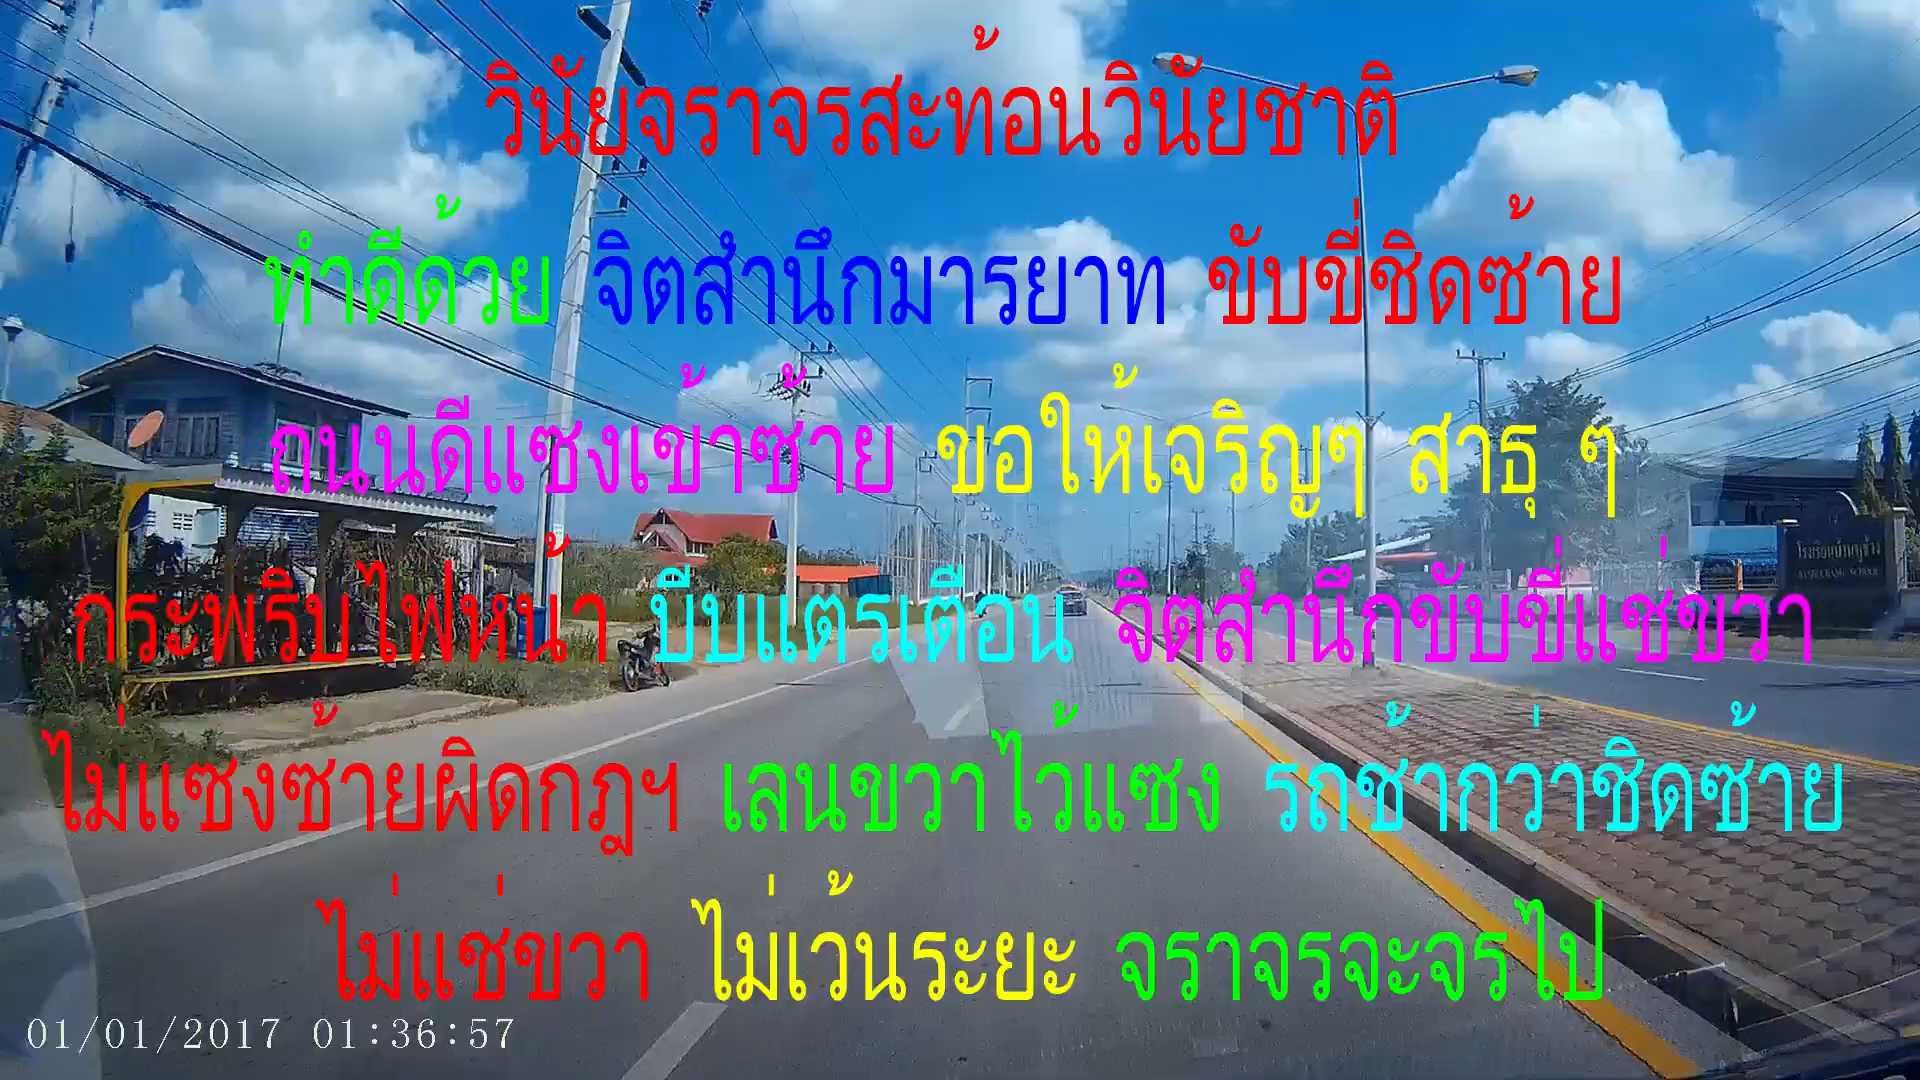 วินัยจราจรสะท้อนวินัยชาติ
ทำดีด้วย จิตสำนึกมารยาท ขับขี่ชิดซ้าย
ถนนดีแซงเข้าซ้าย ขอให้เจริญๆ สาธุ ๆ
กระพริบไฟหน้า บีบแตรเตือน จิตสำนึกขับขี่แช่ขวา
ไม่แซงซ้ายผิดกฎฯ เลนขวาไว้แซง รถช้ากว่าชิดซ้าย
ไม่แช่ขวา ไม่เว้นระยะ จราจรจะจรไป
01/01/2017 01:36:57
SCHOOL